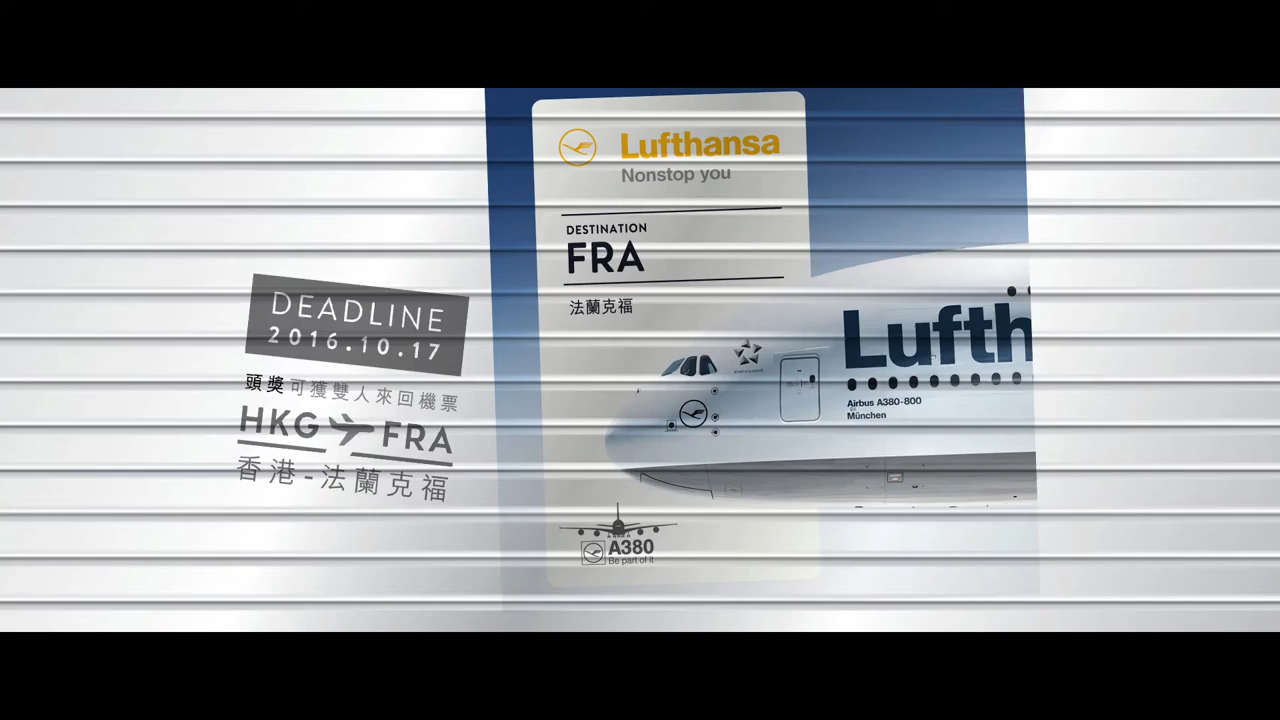 DEADLINE
2016.10.17
頭獎可獲雙人來回機票
HKG FRA
香港-法蘭克福
Lufthansa
Nonstop you
DESTINATION
FRA
法蘭克福
Lufth
Airbus A380-800
München
A380
Be part of it